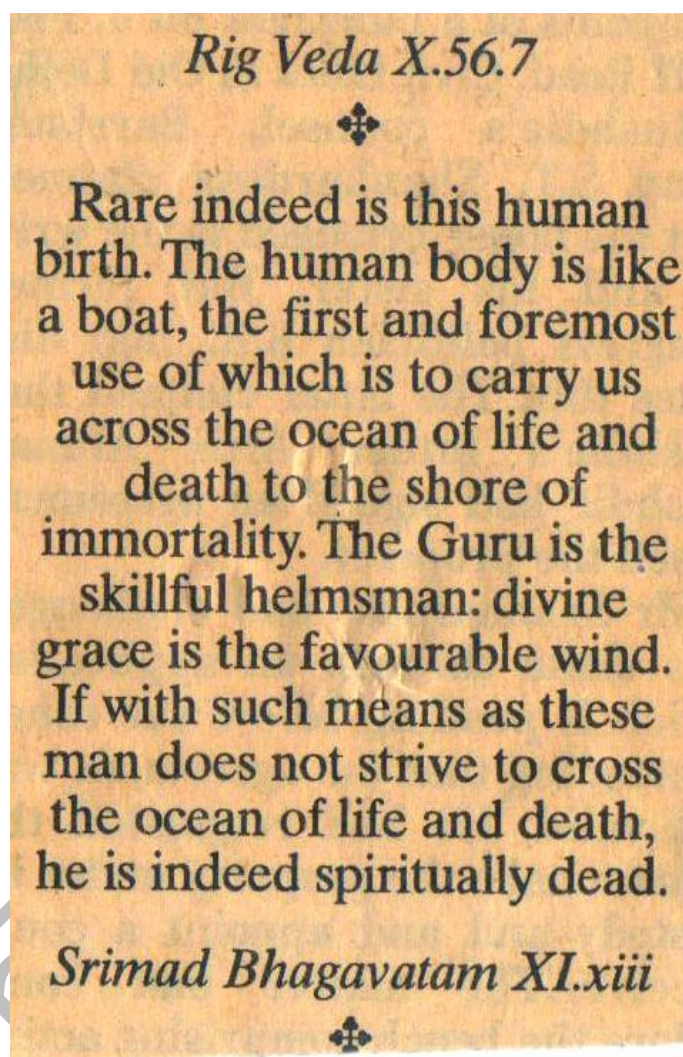 Rig Veda X.56.7
Rare indeed is this human
birth. The human body is like
a boat, the first and foremost
use of which is to carry us
across the ocean of life and
death to the shore of
immortality. The Guru is the
skillful helmsman: divine
grace is the favourable wind.
If with such means as these
man does not strive to cross
the ocean of life and death,
he is indeed spiritually dead.
Srimad Bhagavatam XI.xiii